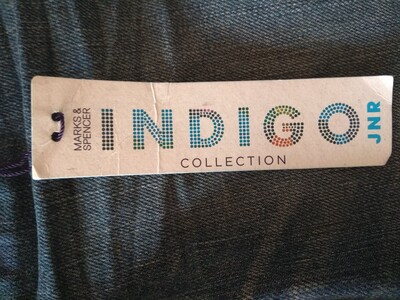 MARKS &
SPENCER
INDIGO
JNR
COLLECTION